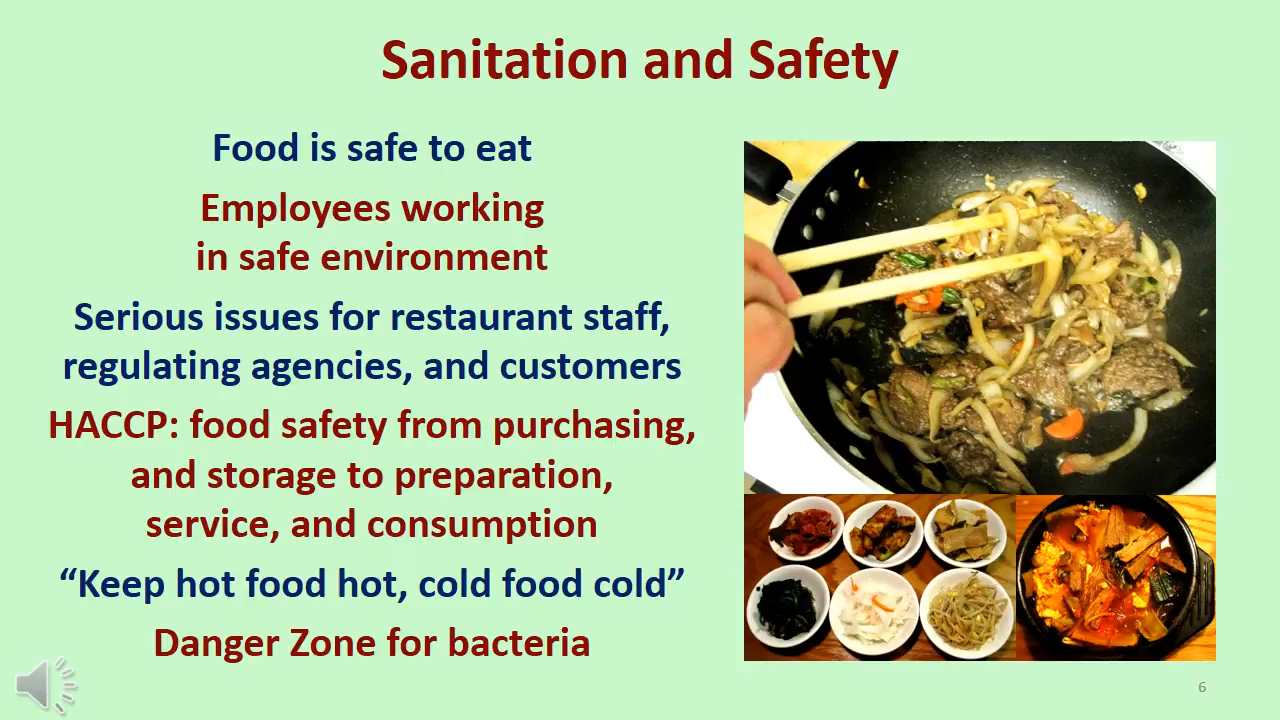 Sanitation and Safety
Food is safe to eat
Employees working
in safe environment
Serious issues for restaurant staff,
regulating agencies, and customers
HACCP: food safety from purchasing,
and storage to preparation,
service, and consumption
“Keep hot food hot, cold food cold”
Danger Zone for bacteria
6